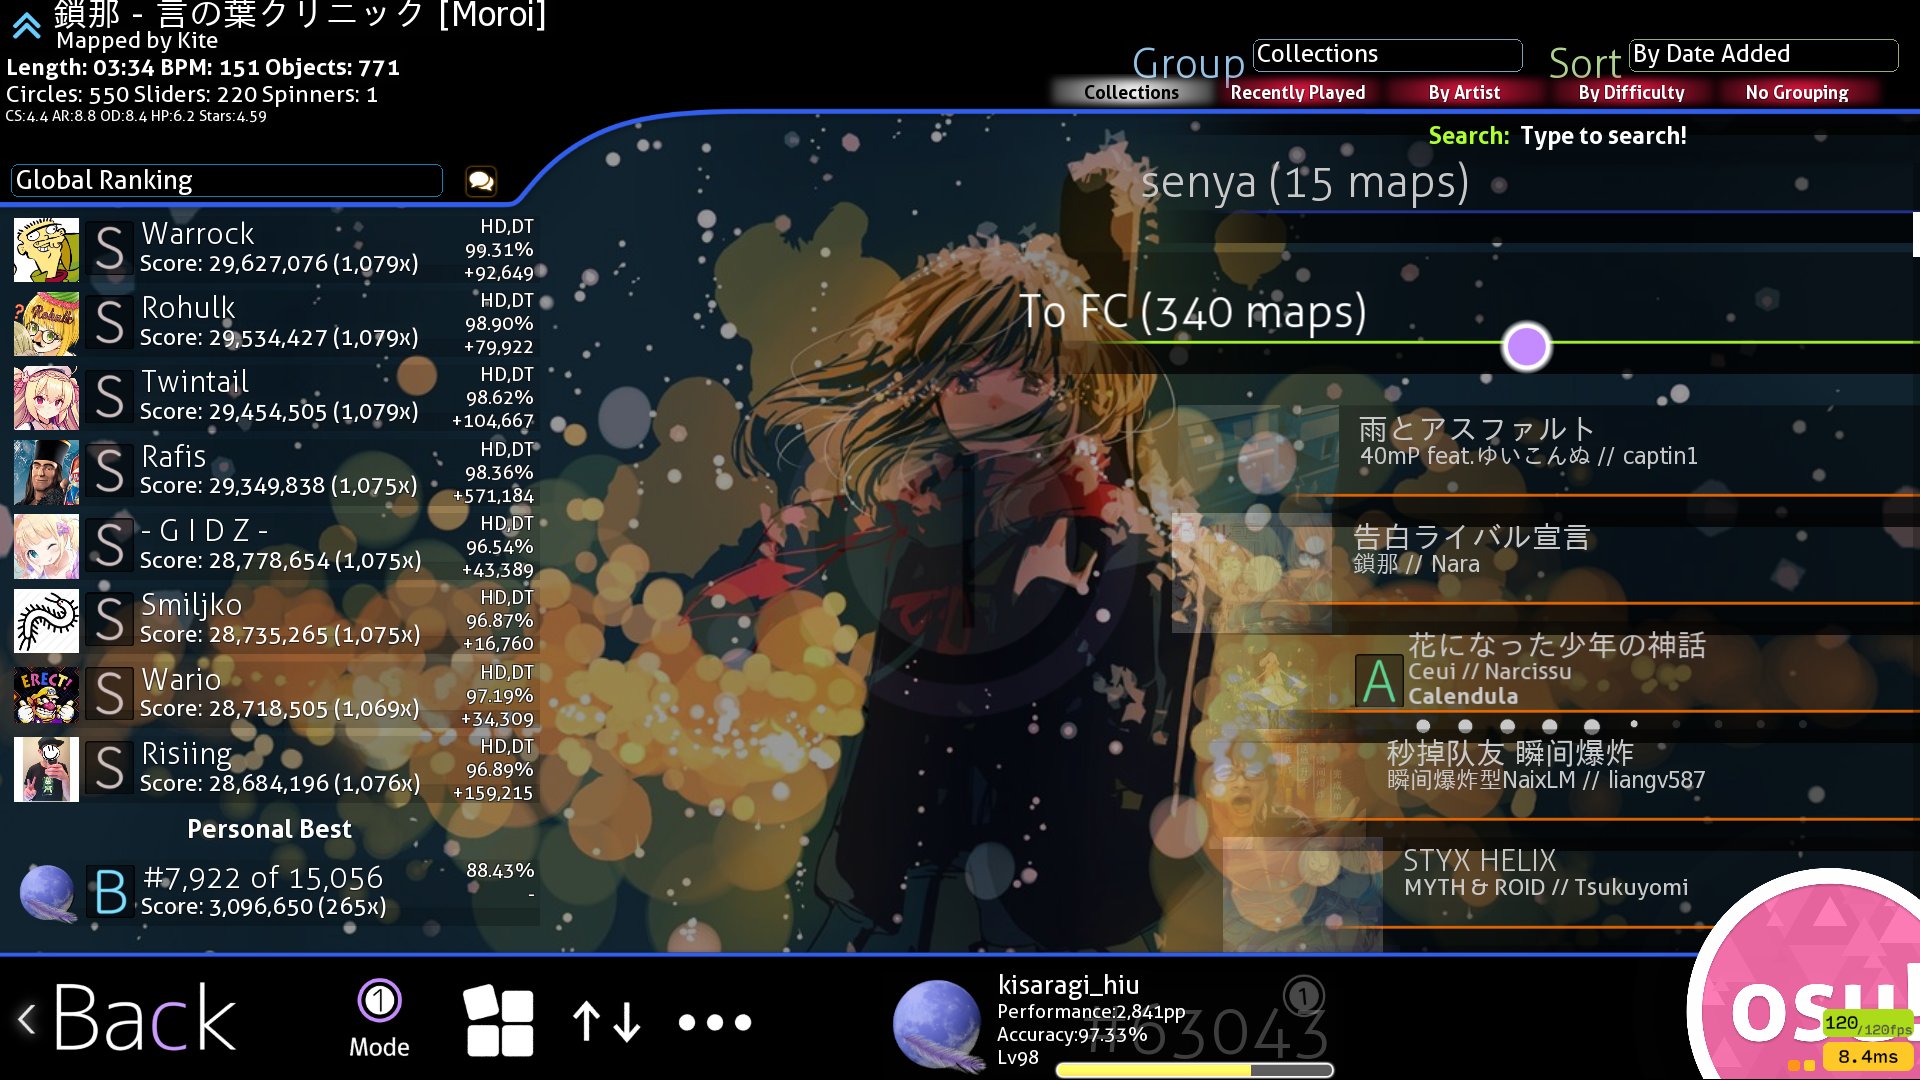 鎖那 - 言の葉クリニック [Moroi]
Mapped by Kite
Length: 03:34 BPM: 151 Objects: 771
Circles: 550 Sliders: 220 Spinners: 1
CS:4.4 AR:8.8 OD:8.4 HP:6.2 Stars:4.59
Group Collections
Sort By Date Added
Collections
Recently Played
By Artist
By Difficulty
No Grouping
Search: Type to search!
Global Ranking
S Warrock HD,DT
Score: 29,627,076 (1,079x) 99.31%
+92,649
S Rohulk HD,DT
Score: 29,534,427 (1,079x) 98.90%
+79,922
S Twintail HD,DT
Score: 29,454,505 (1,079x) 98.62%
+104,667
S Rafis HD,DT
Score: 29,349,838 (1,075x) 98.36%
+571,184
S - G I D Z - HD,DT
Score: 28,778,654 (1,075x) 96.54%
+43,389
S Smiljko HD,DT
Score: 28,735,265 (1,075x) 96.87%
+16,760
ERECT!
S Wario HD,DT
Score: 28,718,505 (1,069x) 97.19%
+34,309
S Risiing HD,DT
Score: 28,684,196 (1,076x) 96.89%
+159,215
Personal Best
B #7,922 of 15,056 88.43%
Score: 3,096,650 (265x) -
senya (15 maps)
To FC (340 maps)
雨とアスファルト
40mP feat.ゆいこんぬ // captin1
告白ライバル宣言
鎖那 // Nara
A 花になった少年の神話
Ceui // Narcissu
Calendula
秒掉队友 瞬间爆炸
瞬间爆炸型NaixLM // liangv587
STYX HELIX
MYTH & ROID // Tsukuyomi
‹ Back
1
Mode
kisaragi_hiu
Performance:2,841pp
Accuracy:97.33%
Lv98
#63043
1
osu!
120/120fps
8.4ms